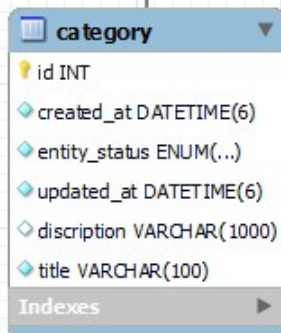 category
id INT
created_at DATETIME(6)
entity_status ENUM(...)
updated_at DATETIME(6)
discription VARCHAR(1000)
title VARCHAR(100)
Indexes